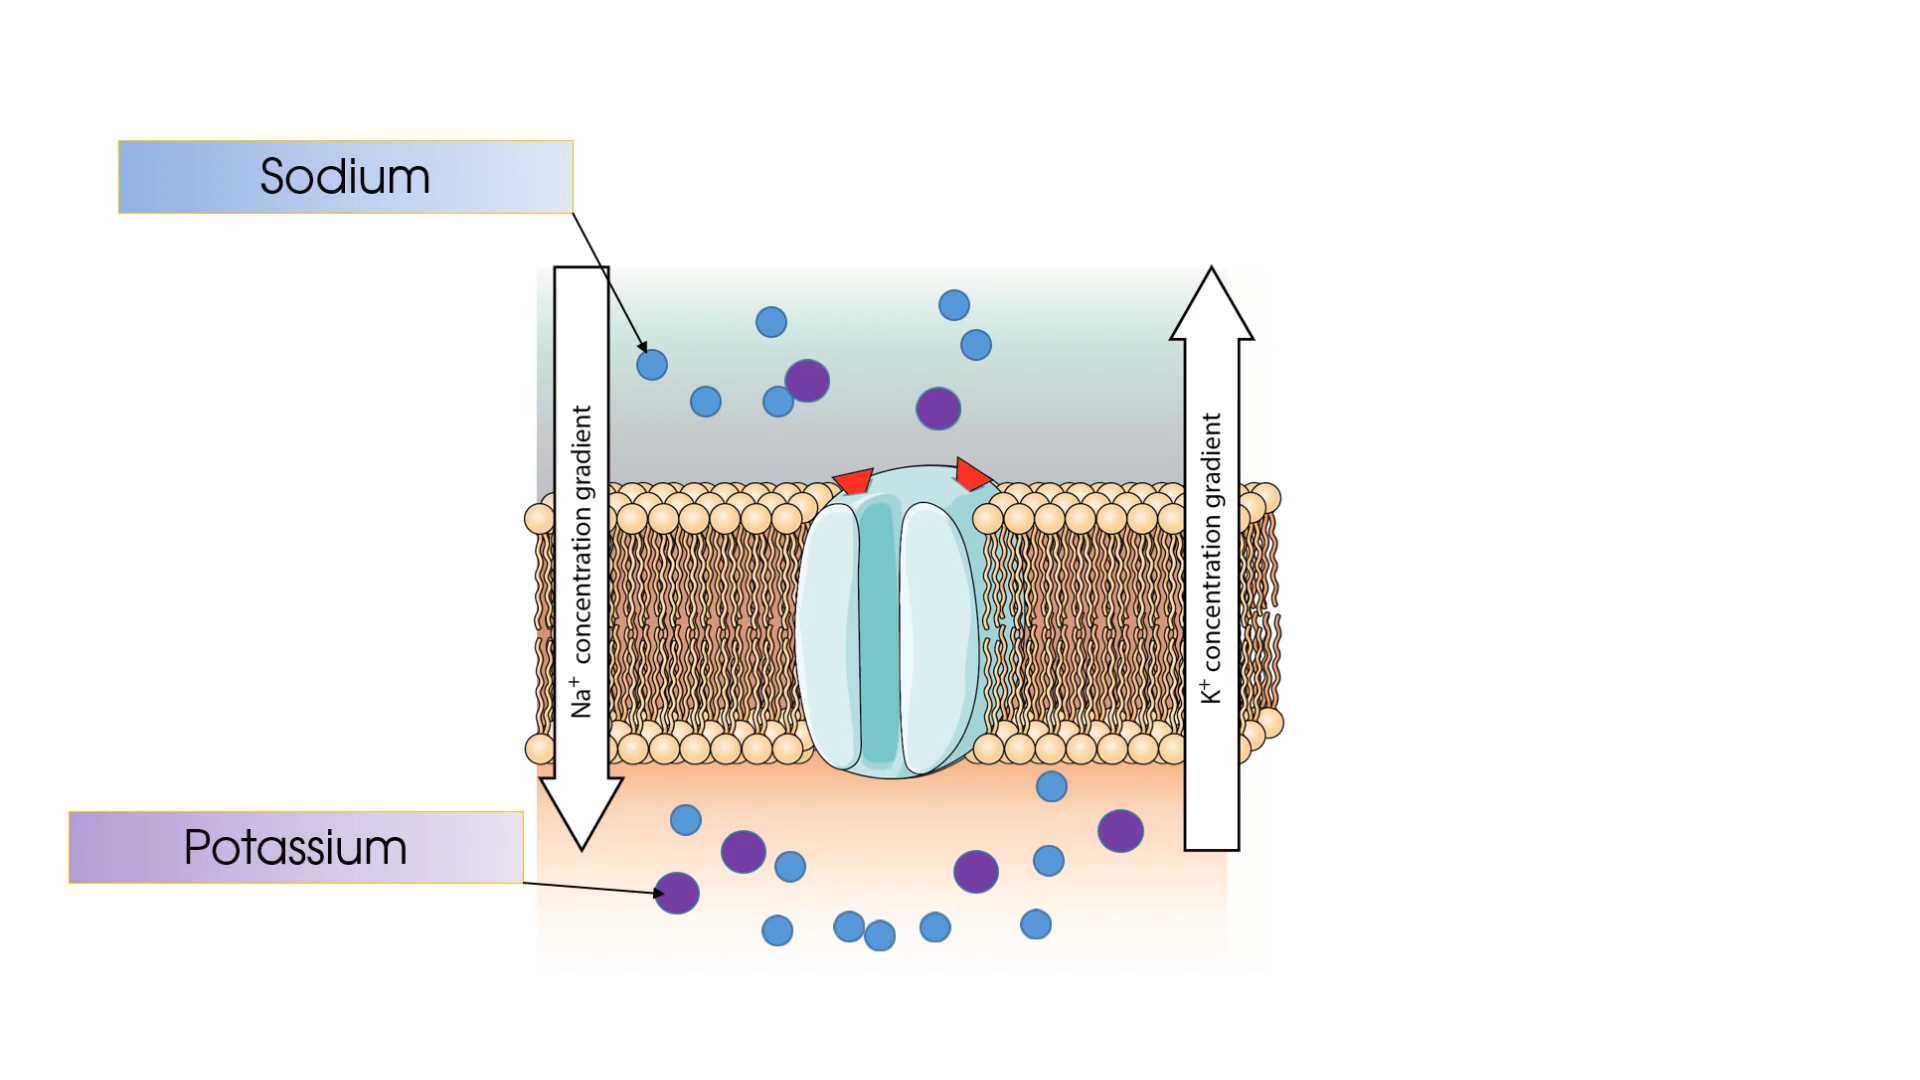 Sodium
Na⁺ concentration gradient
K⁺ concentration gradient
Potassium